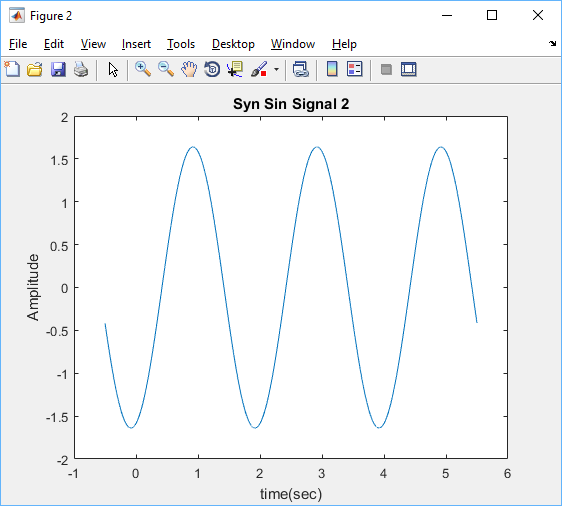 Figure 2
File Edit View Insert Tools Desktop Window Help
Syn Sin Signal 2
2
1.5
1
0.5
0
-0.5
-1
-1.5
-2
Amplitude
-1 0 1 2 3 4 5 6
time(sec)